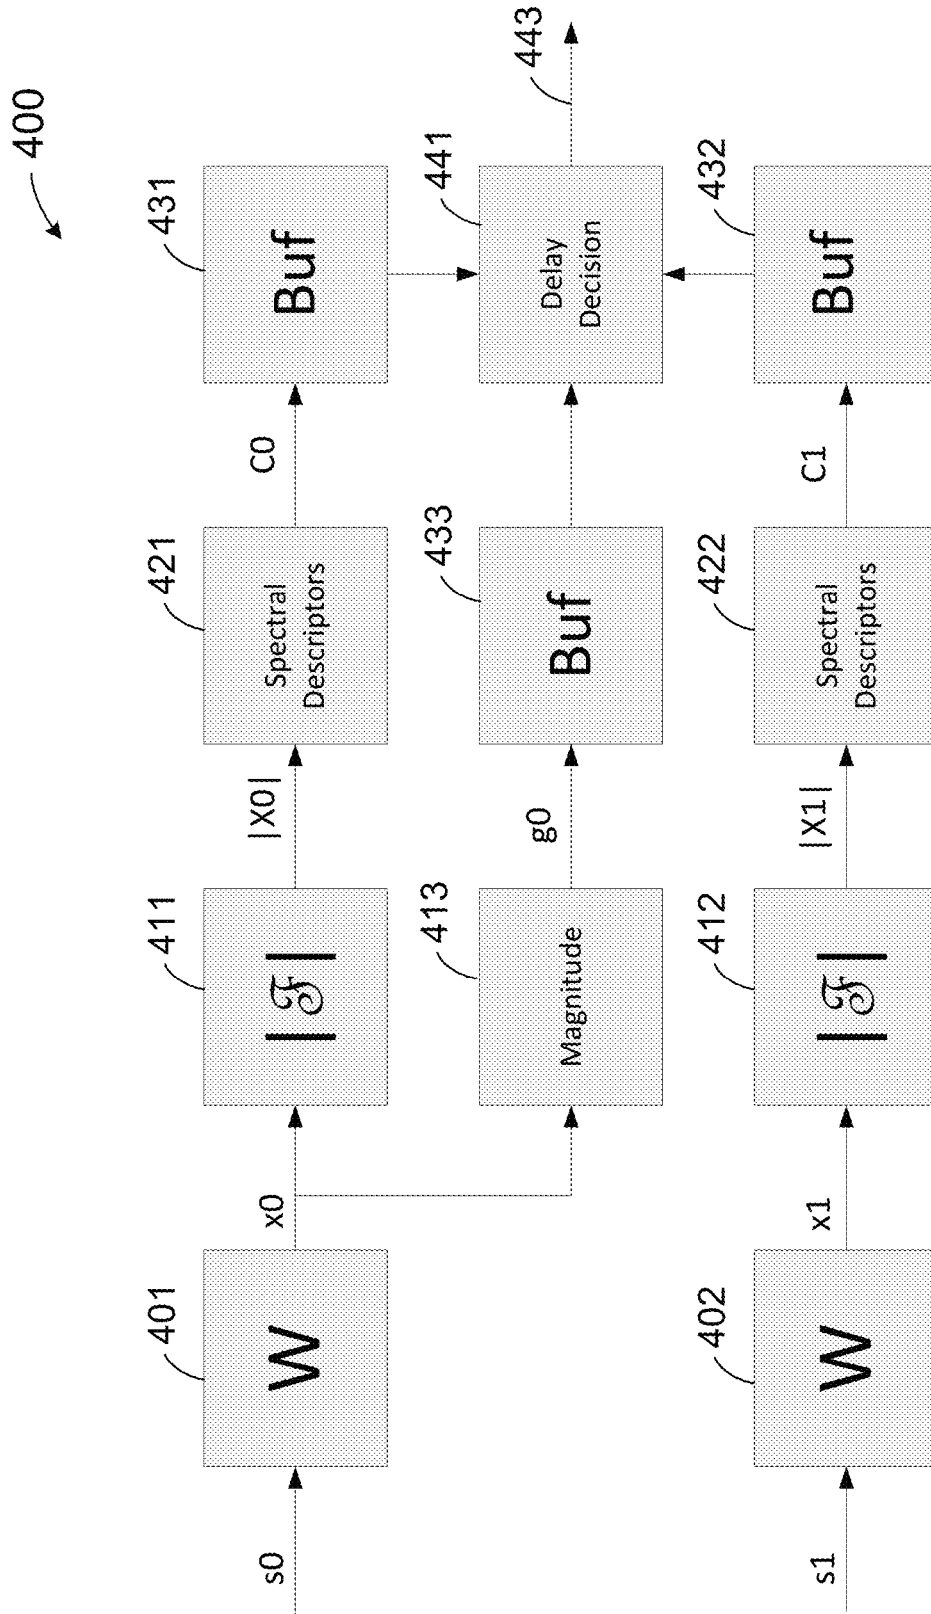 400
s0
401
W
x0
411
|ℱ|
|X0|
421
Spectral
Descriptors
C0
431
Buf
413
Magnitude
g0
433
Buf
441
Delay
Decision
443
s1
402
W
x1
412
|ℱ|
|X1|
422
Spectral
Descriptors
C1
432
Buf